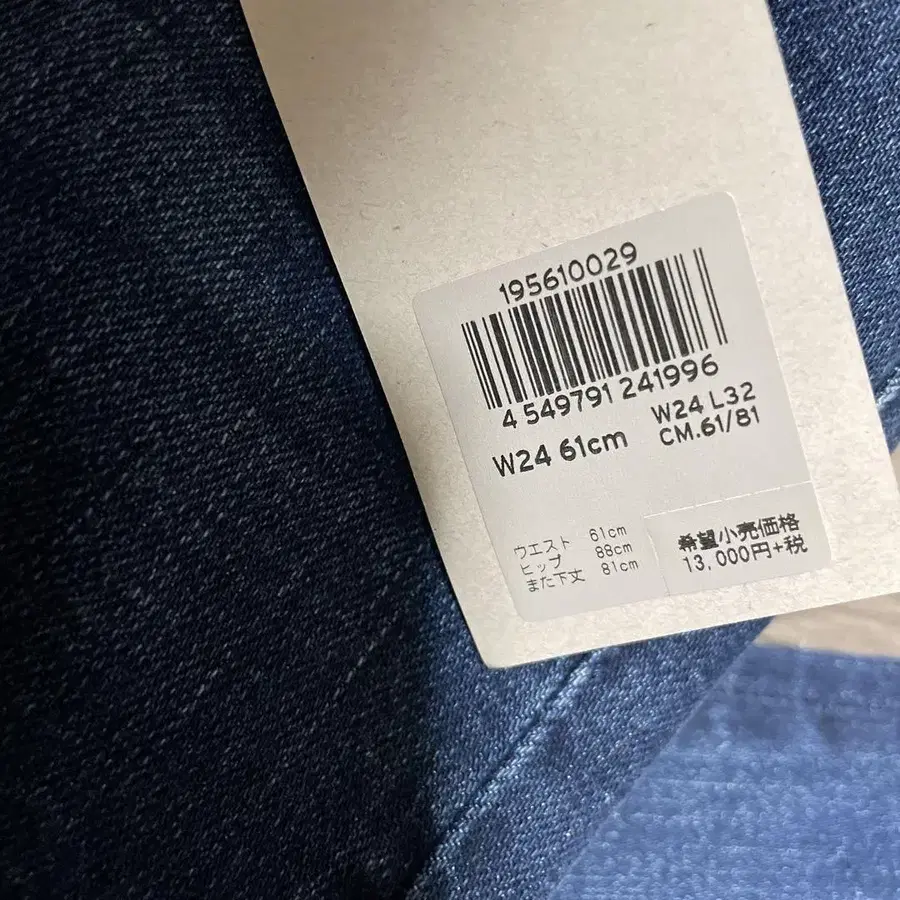 195610029
4 549791 241996
W24 61cm
W24 L32
CM.61/81
ウエスト 61cm
ヒップ 88cm
また下丈 81cm
希望小売価格
13,000円+税